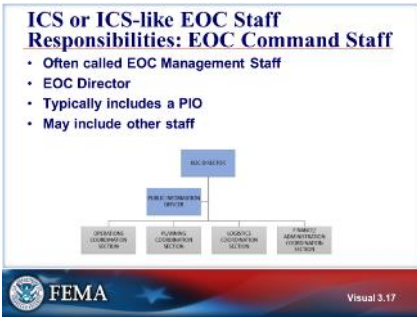 ICS or ICS-like EOC Staff
Responsibilities: EOC Command Staff
• Often called EOC Management Staff
• EOC Director
• Typically includes a PIO
• May include other staff
EOC DIRECTOR
PUBLIC INFORMATION
OFFICER
OPERATIONS
COORDINATION
SECTION
PLANNING
COORDINATION
SECTION
LOGISTICS
COORDINATION
SECTION
FINANCE/
ADMINISTRATION
COORDINATION
SECTION
FEMA
Visual 3.17